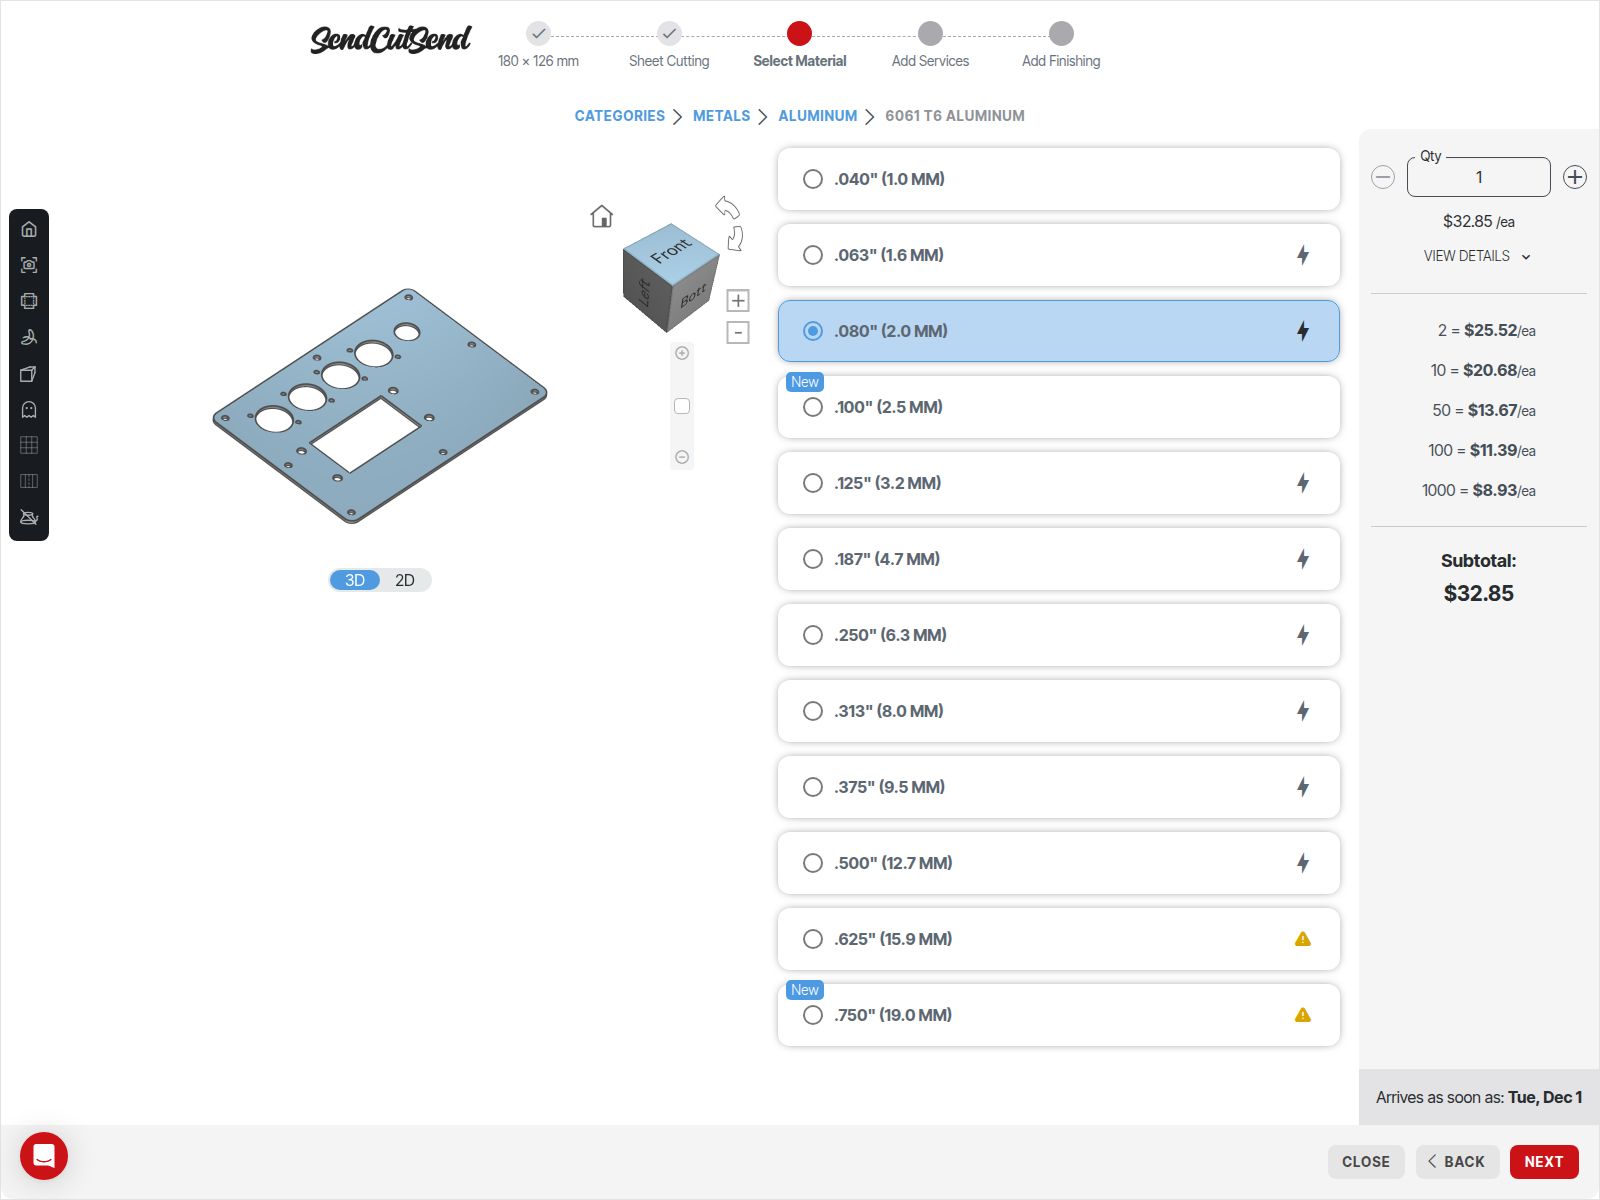 SendCutSend
180 × 126 mm
Sheet Cutting
Select Material
Add Services
Add Finishing
CATEGORIES
METALS
ALUMINUM
6061 T6 ALUMINUM
Front
Left
Bott
3D
2D
.040" (1.0 MM)
.063" (1.6 MM)
.080" (2.0 MM)
New
.100" (2.5 MM)
.125" (3.2 MM)
.187" (4.7 MM)
.250" (6.3 MM)
.313" (8.0 MM)
.375" (9.5 MM)
.500" (12.7 MM)
.625" (15.9 MM)
New
.750" (19.0 MM)
Qty
1
$32.85 /ea
VIEW DETAILS
2 = $25.52/ea
10 = $20.68/ea
50 = $13.67/ea
100 = $11.39/ea
1000 = $8.93/ea
Subtotal:
$32.85
Arrives as soon as: Tue, Dec 1
CLOSE
BACK
NEXT